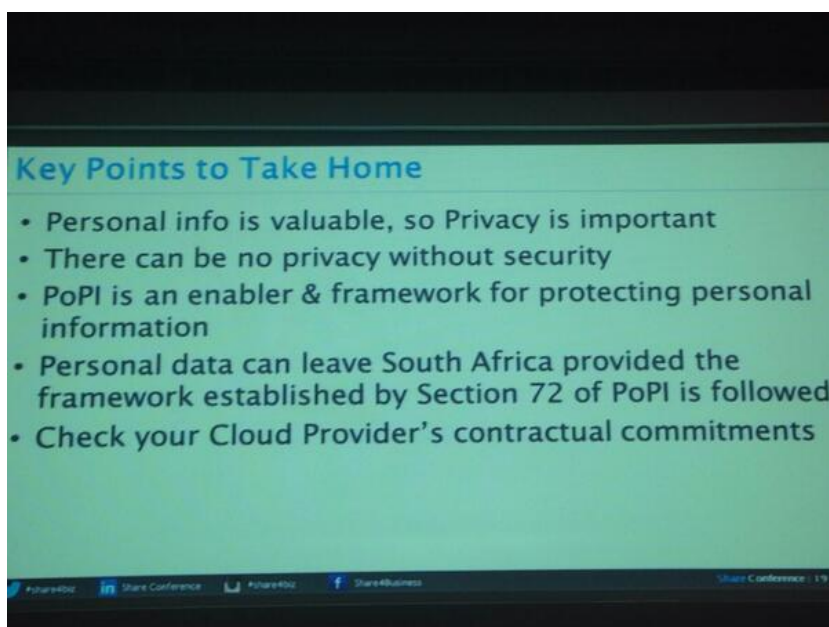 Key Points to Take Home
• Personal info is valuable, so Privacy is important
• There can be no privacy without security
• PoPI is an enabler & framework for protecting personal
information
• Personal data can leave South Africa provided the
framework established by Section 72 of PoPI is followed
• Check your Cloud Provider's contractual commitments
#share4biz in Share Conference #share4biz f Share4Business Share Conference | 19